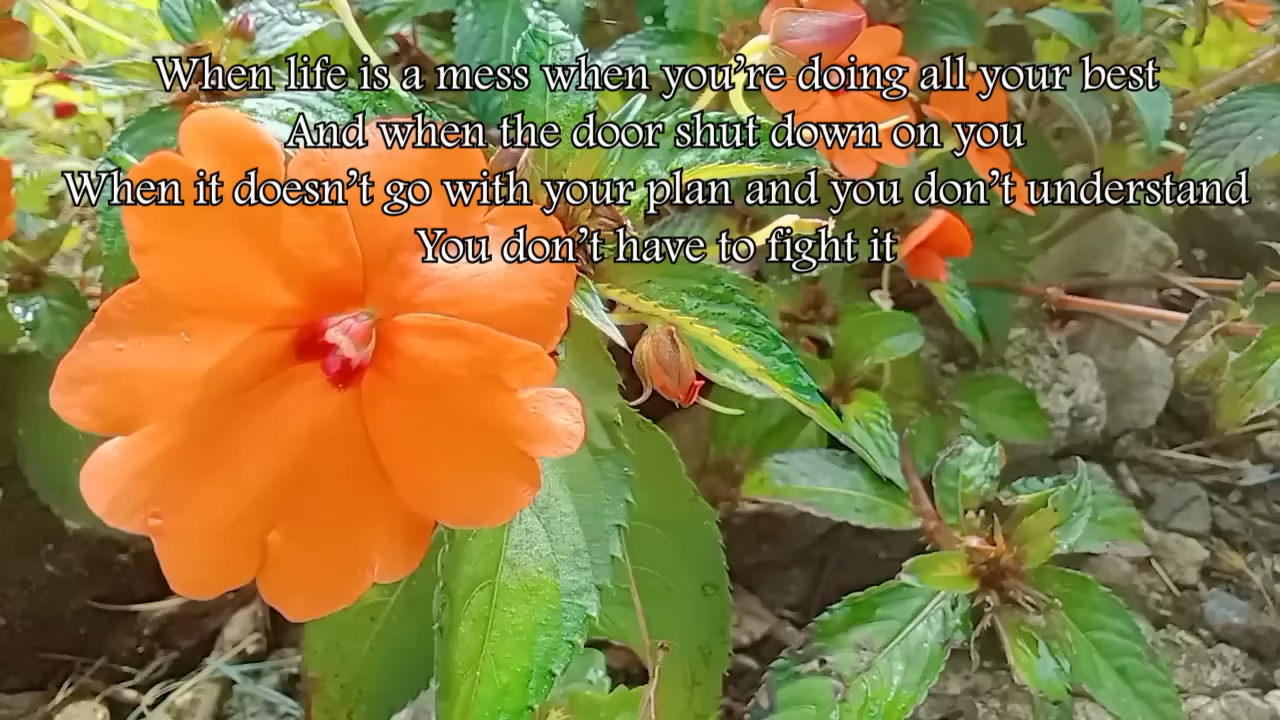 When life is a mess when you're doing all your best
And when the door shut down on you
When it doesn't go with your plan and you don't understand
You don't have to fight it